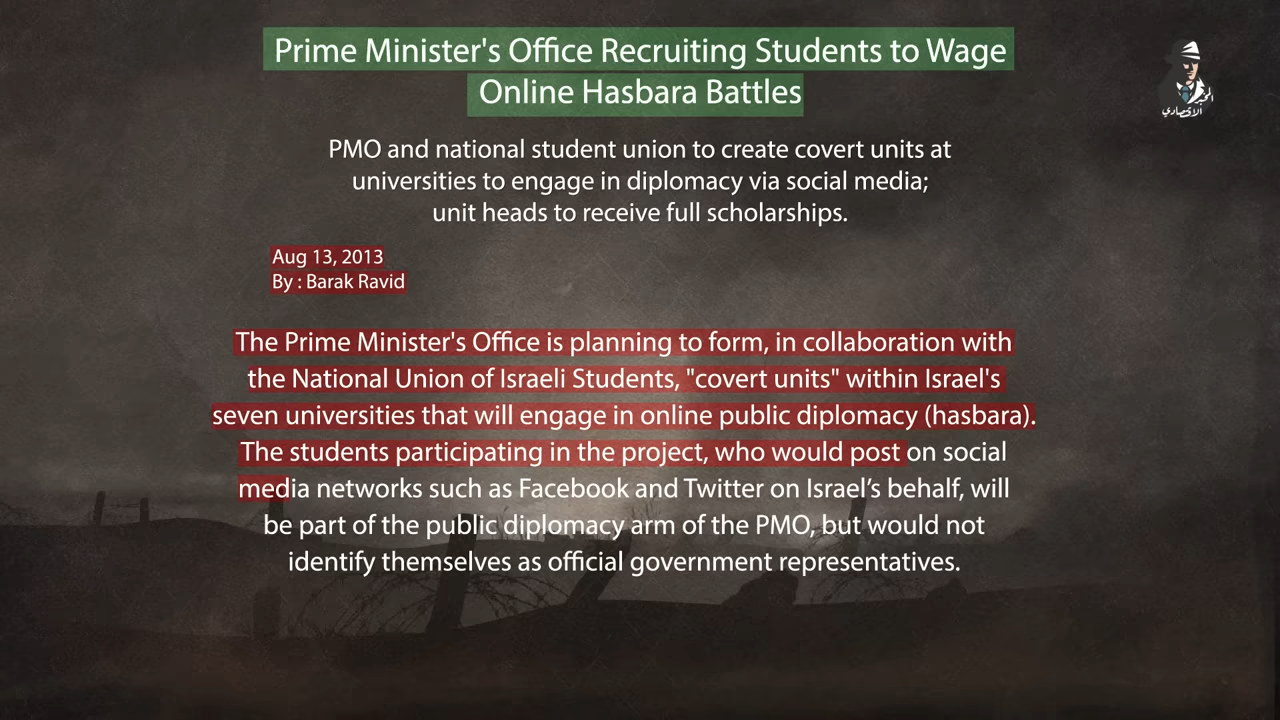 Prime Minister's Office Recruiting Students to Wage
Online Hasbara Battles
المخبر
الاقتصادي
PMO and national student union to create covert units at
universities to engage in diplomacy via social media;
unit heads to receive full scholarships.
Aug 13, 2013
By : Barak Ravid
The Prime Minister's Office is planning to form, in collaboration with
the National Union of Israeli Students, "covert units" within Israel's
seven universities that will engage in online public diplomacy (hasbara).
The students participating in the project, who would post on social
media networks such as Facebook and Twitter on Israel’s behalf, will
be part of the public diplomacy arm of the PMO, but would not
identify themselves as official government representatives.